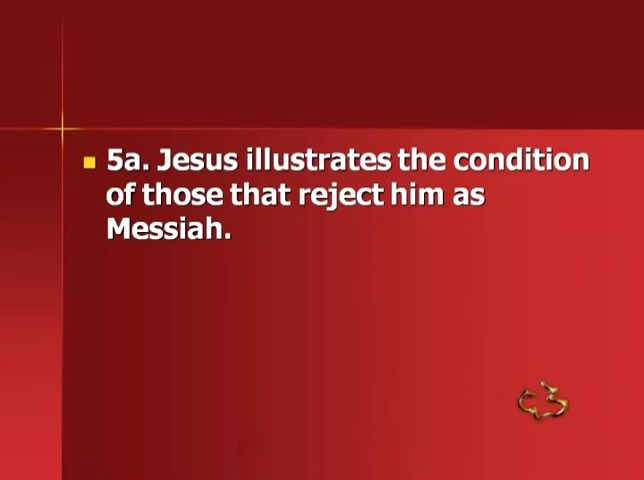 5a. Jesus illustrates the condition
of those that reject him as
Messiah.